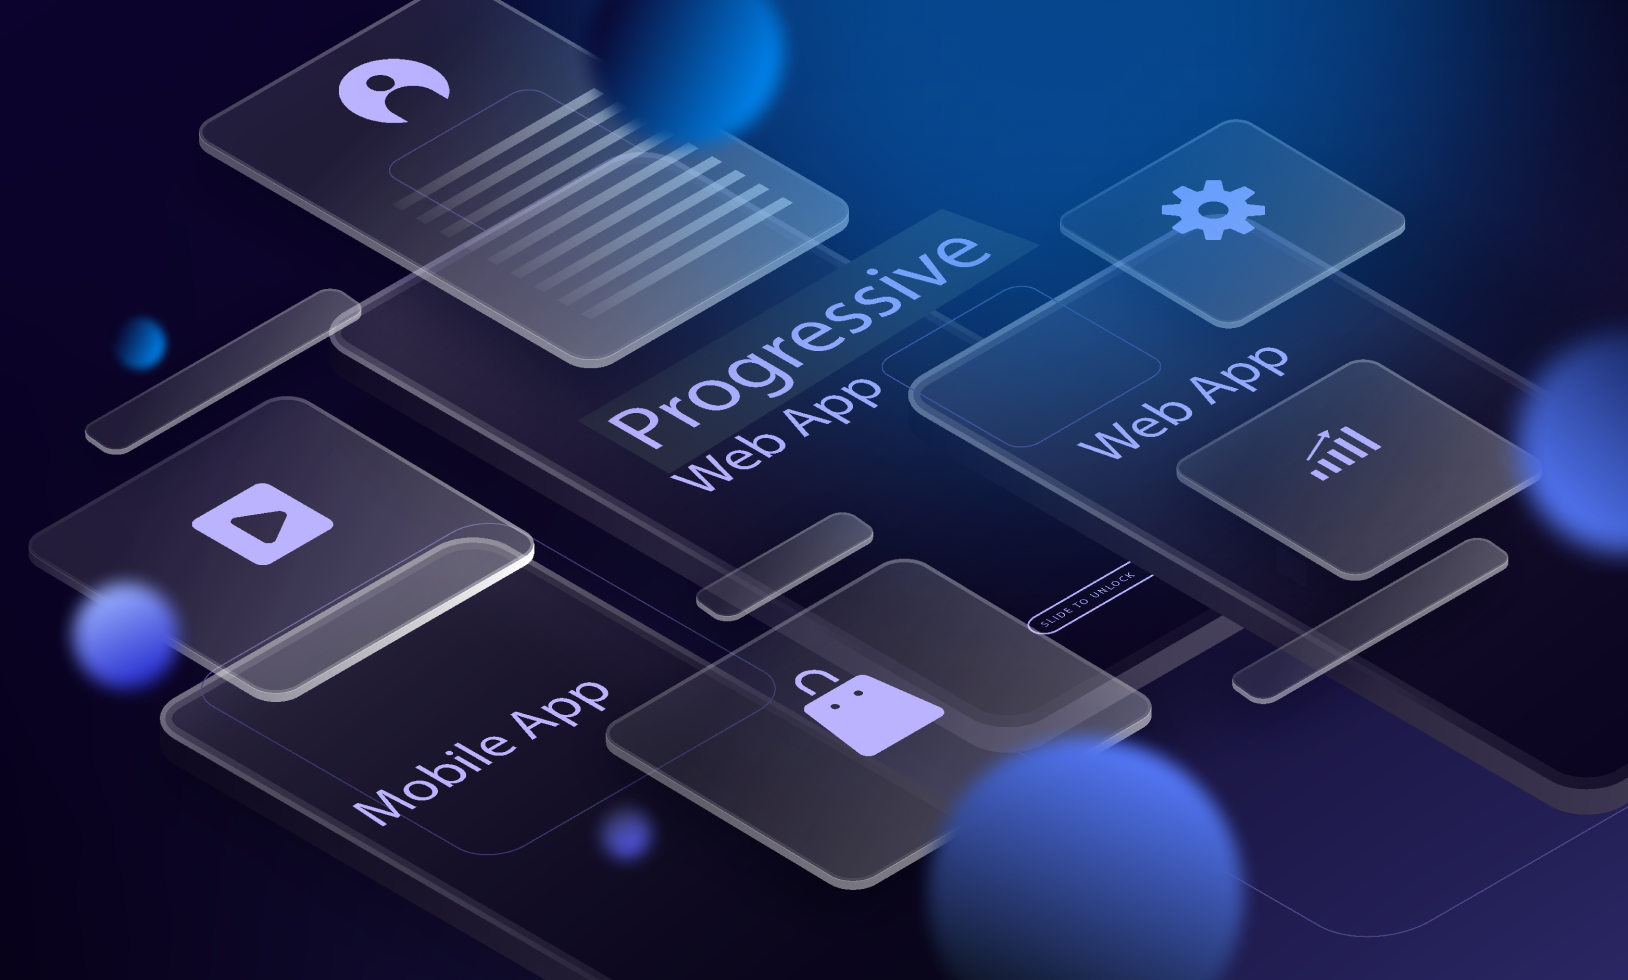 Progressive
Web App
Web App
SLIDE TO UNLOCK
Mobile App